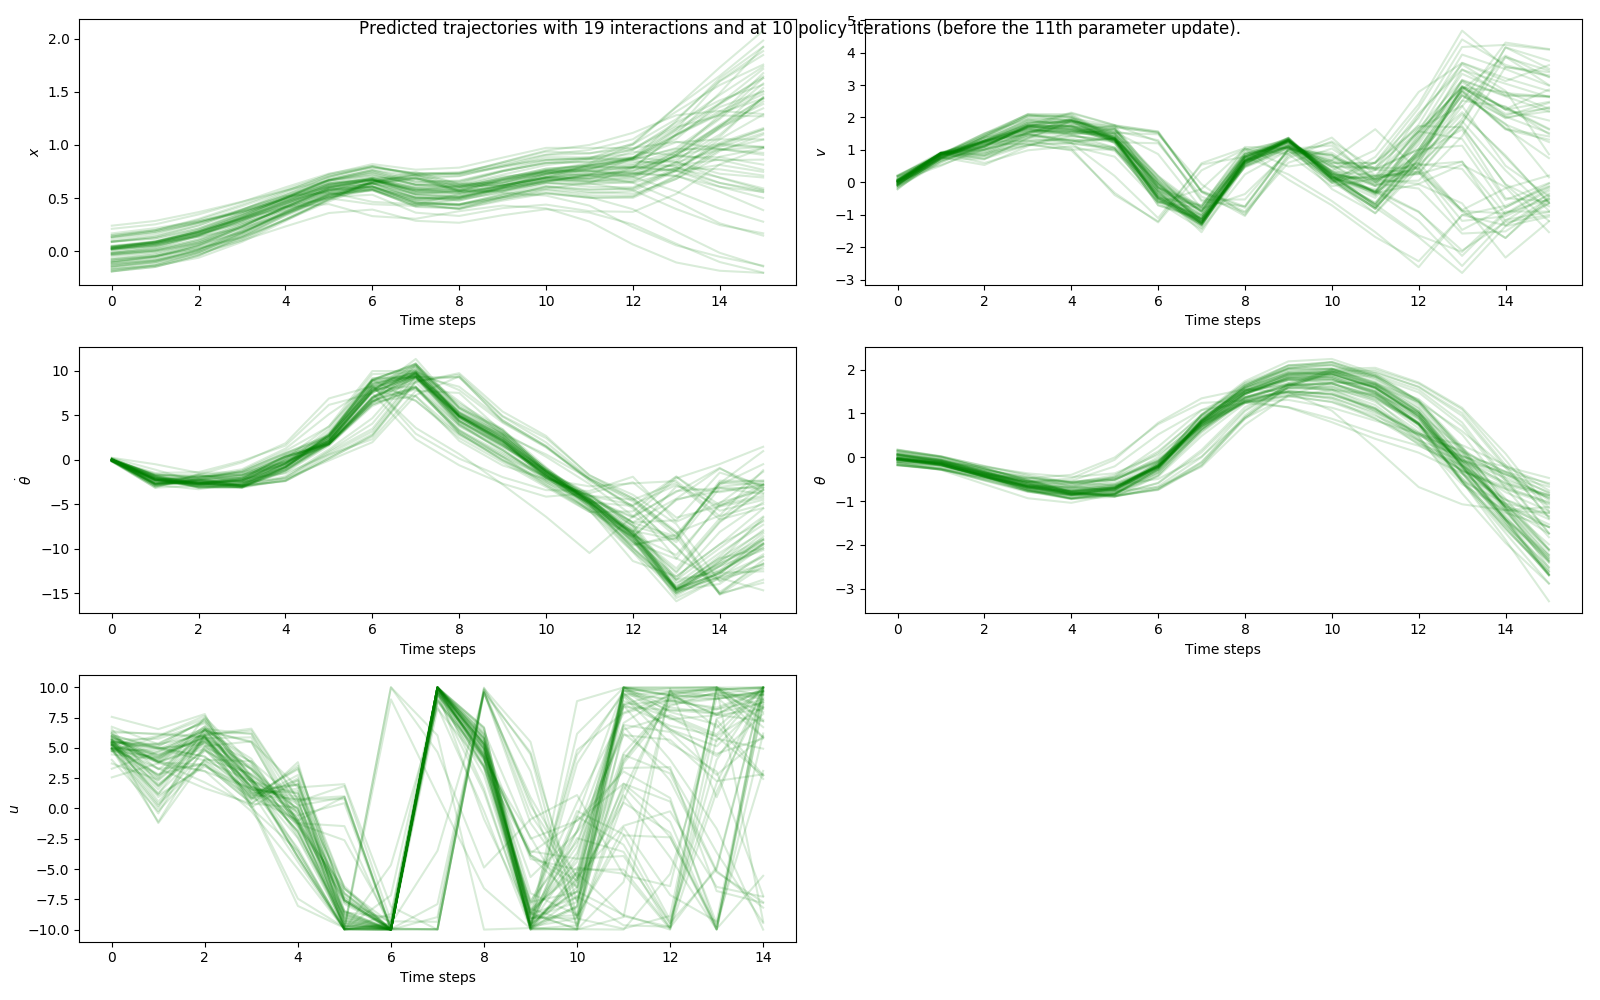 Predicted trajectories with 19 interactions and at 10 policy iterations (before the 11th parameter update).
x
2.0
1.5
1.0
0.5
0.0
0 2 4 6 8 10 12 14
Time steps
v
5
4
3
2
1
0
−1
−2
−3
0 2 4 6 8 10 12 14
Time steps
θ̇
10
5
0
−5
−10
−15
0 2 4 6 8 10 12 14
Time steps
θ
2
1
0
−1
−2
−3
0 2 4 6 8 10 12 14
Time steps
u
10.0
7.5
5.0
2.5
0.0
−2.5
−5.0
−7.5
−10.0
0 2 4 6 8 10 12 14
Time steps